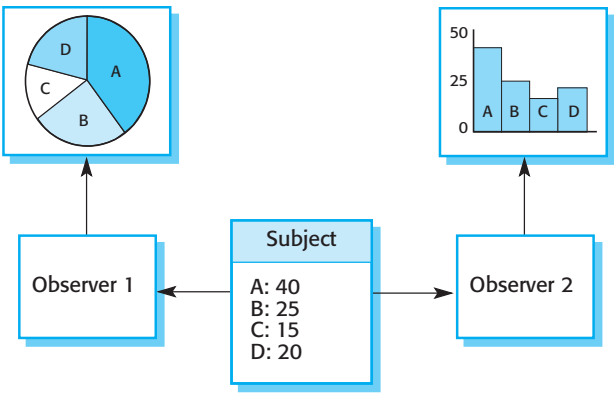 D
A
C
B
50
25
0
A B C D
Observer 1
Subject
A: 40
B: 25
C: 15
D: 20
Observer 2